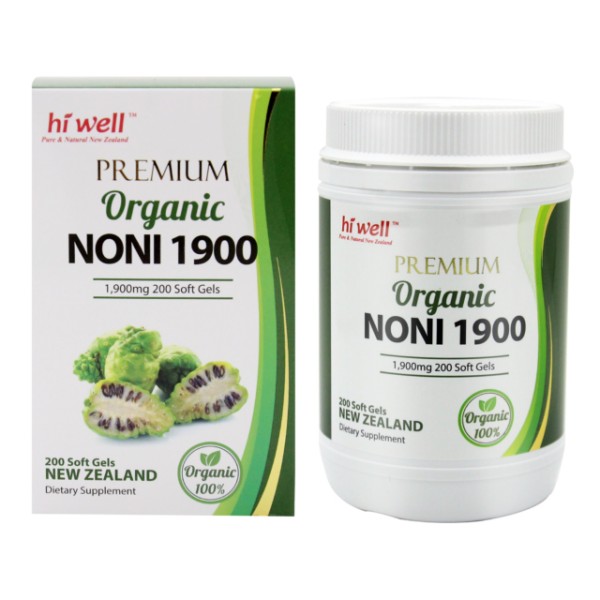 hi well™
Pure & Natural New Zealand
PREMIUM
Organic
NONI 1900
1,900mg 200 Soft Gels
200 Soft Gels
NEW ZEALAND
Dietary Supplement
Organic
100%
hi well™
Pure & Natural New Zealand
PREMIUM
Organic
NONI 1900
1,900mg 200 Soft Gels
200 Soft Gels
NEW ZEALAND
Dietary Supplement
Organic
100%